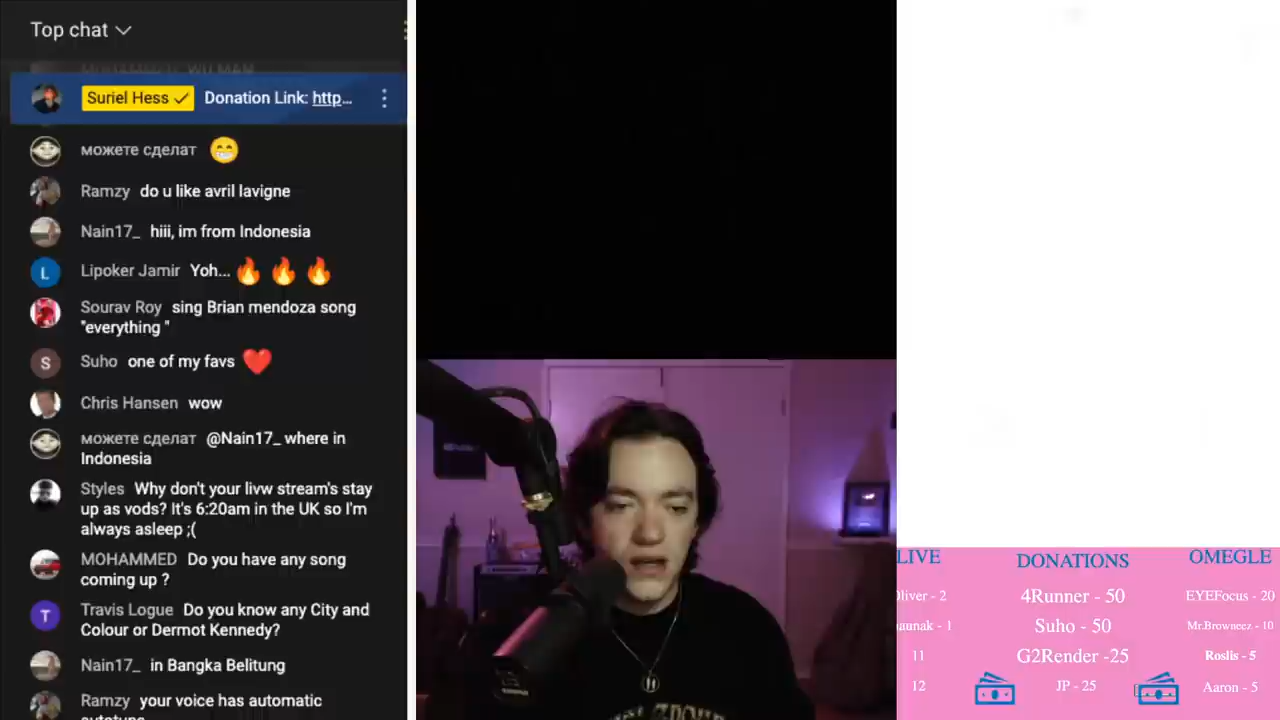 Top chat
Suriel Hess Donation Link: http...
можете сделат 😁
Ramzy do u like avril lavigne
Nain17_ hiii, im from Indonesia
L
Lipoker Jamir Yoh... 🔥 🔥 🔥
Sourav Roy sing Brian mendoza song
"everything "
S
Suho one of my favs ❤️
Chris Hansen wow
можете сделат @Nain17_ where in
Indonesia
Styles Why don't your livw stream's stay
up as vods? It's 6:20am in the UK so I'm
always asleep ;(
MOHAMMED Do you have any song
coming up ?
T
Travis Logue Do you know any City and
Colour or Dermot Kennedy?
Nain17_ in Bangka Belitung
Ramzy your voice has automatic
LIVE
- 2
- 1
11
12
DONATIONS
4Runner - 50
Suho - 50
G2Render -25
JP - 25
OMEGLE
EYEFocus - 20
Mr.Browneez - 10
Roslis - 5
Aaron - 5